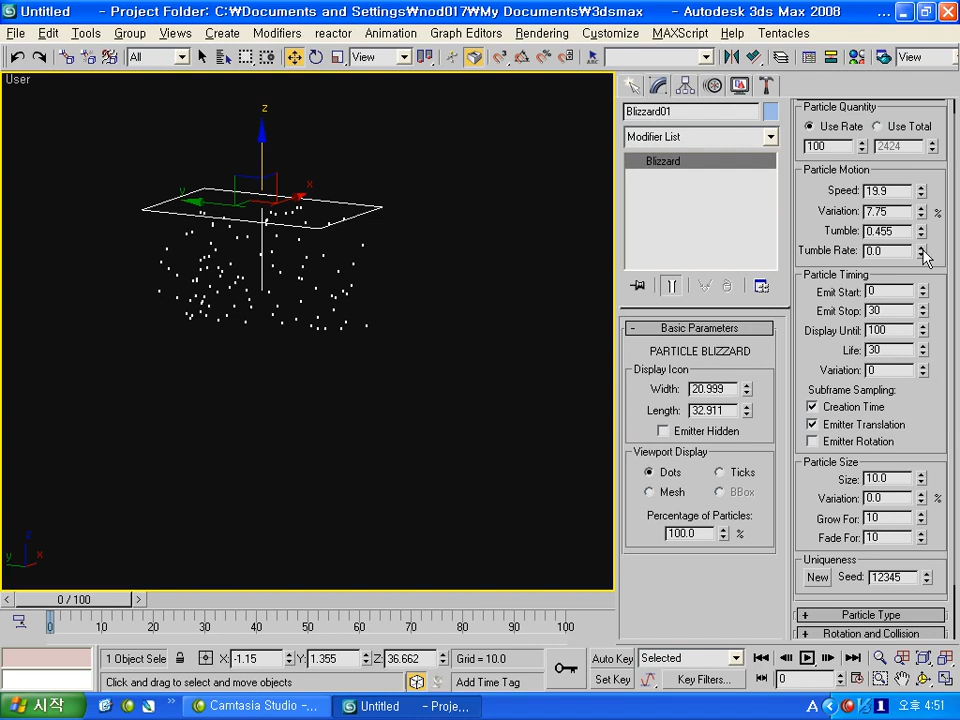 Untitled - Project Folder: C:₩Documents and Settings₩nod017₩My Documents₩3dsmax - Autodesk 3ds Max 2008 ...
File Edit Tools Group Views Create Modifiers reactor Animation Graph Editors Rendering Customize MAXScript Help Tentacles
All View View
User
z
y x
z
y x
Blizzard01
Modifier List
Blizzard
- Basic Parameters
PARTICLE BLIZZARD
Display Icon
Width: 20.999
Length: 32.911
Emitter Hidden
Viewport Display
Dots Ticks
Mesh BBox
Percentage of Particles:
100.0 %
Particle Quantity
Use Rate Use Total
100 2424
Particle Motion
Speed: 19.9
Variation: 7.75 %
Tumble: 0.455
Tumble Rate: 0.0
Particle Timing
Emit Start: 0
Emit Stop: 30
Display Until: 100
Life: 30
Variation: 0
Subframe Sampling:
Creation Time
Emitter Translation
Emitter Rotation
Particle Size
Size: 10.0
Variation: 0.0 %
Grow For: 10
Fade For: 10
Uniqueness
New Seed: 12345
+ Particle Type
+ Rotation and Collision
< 0 / 100 >
0 10 20 30 40 50 60 70 80 90 100
1 Object Sele X: -1.15 Y: 1.355 Z: 36.662 Grid = 10.0 Auto Key Selected
Click and drag to select and move objects Add Time Tag Set Key Key Filters... 0
시작 Camtasia Studio - ... Untitled - Proje... A 오후 4:51